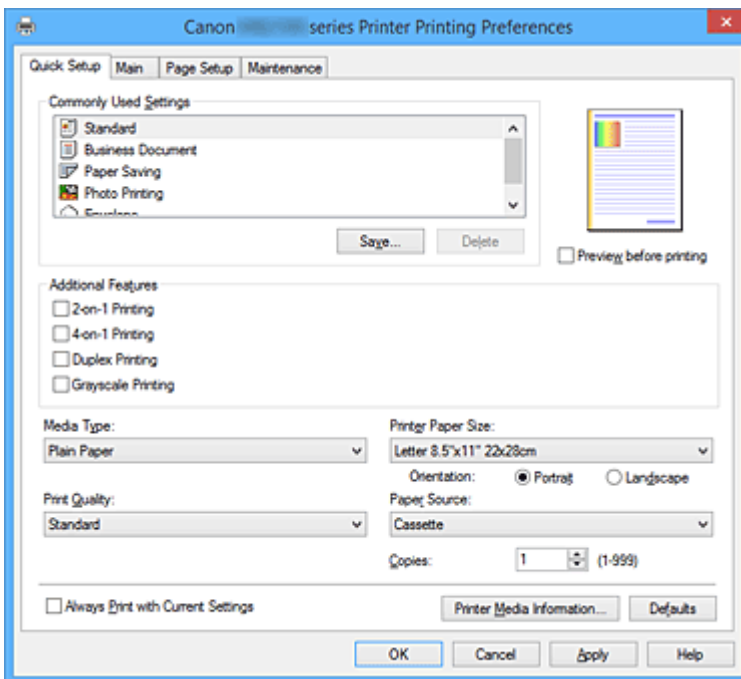 Canon series Printer Printing Preferences
Quick Setup Main Page Setup Maintenance
Commonly Used Settings
Standard
Business Document
Paper Saving
Photo Printing
Envelope
Save... Delete
Preview before printing
Additional Features
2-on-1 Printing
4-on-1 Printing
Duplex Printing
Grayscale Printing
Media Type: Printer Paper Size:
Plain Paper Letter 8.5"x11" 22x28cm
Orientation: Portrait Landscape
Print Quality: Paper Source:
Standard Cassette
Copies: 1 (1-999)
Always Print with Current Settings Printer Media Information... Defaults
OK Cancel Apply Help